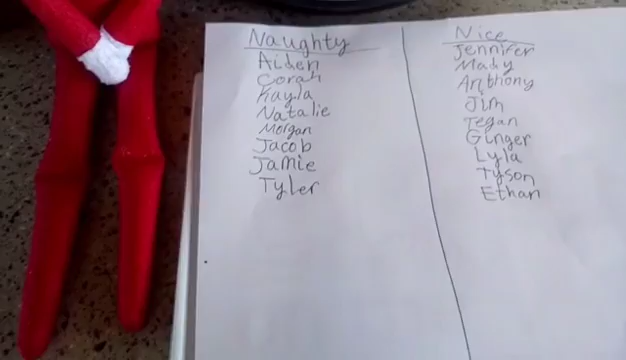 Naughty
Aiden
Corah
Kayla
Natalie
Morgan
Jacob
Jamie
Tyler
Nice
Jennifer
Mady
Anthony
Jim
Tegan
Ginger
Lyla
Tyson
Ethan